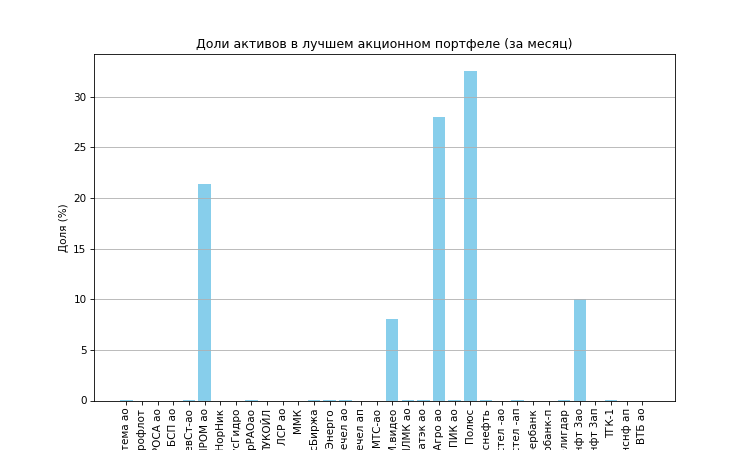 Доли активов в лучшем акционном портфеле (за месяц)
Доля (%)
30
25
20
15
10
5
0
тема ао
рофлот
РОСА ао
БСП ао
евСт-ао
ПРОМ ао
НорНик
сГидро
рРАОао
ЛУКОЙЛ
ЛСР ао
ММК
сБиржа
Энерго
ечел ао
ечел ап
МТС-ао
М.видео
ЛМК ао
атэк ао
Агро ао
ПИК ао
Полюс
снефть
стел -ао
стел -ап
ербанк
рбанк-п
лигдар
нфт 3ао
нфт 3ап
ТГК-1
нснф ап
ВТБ ао